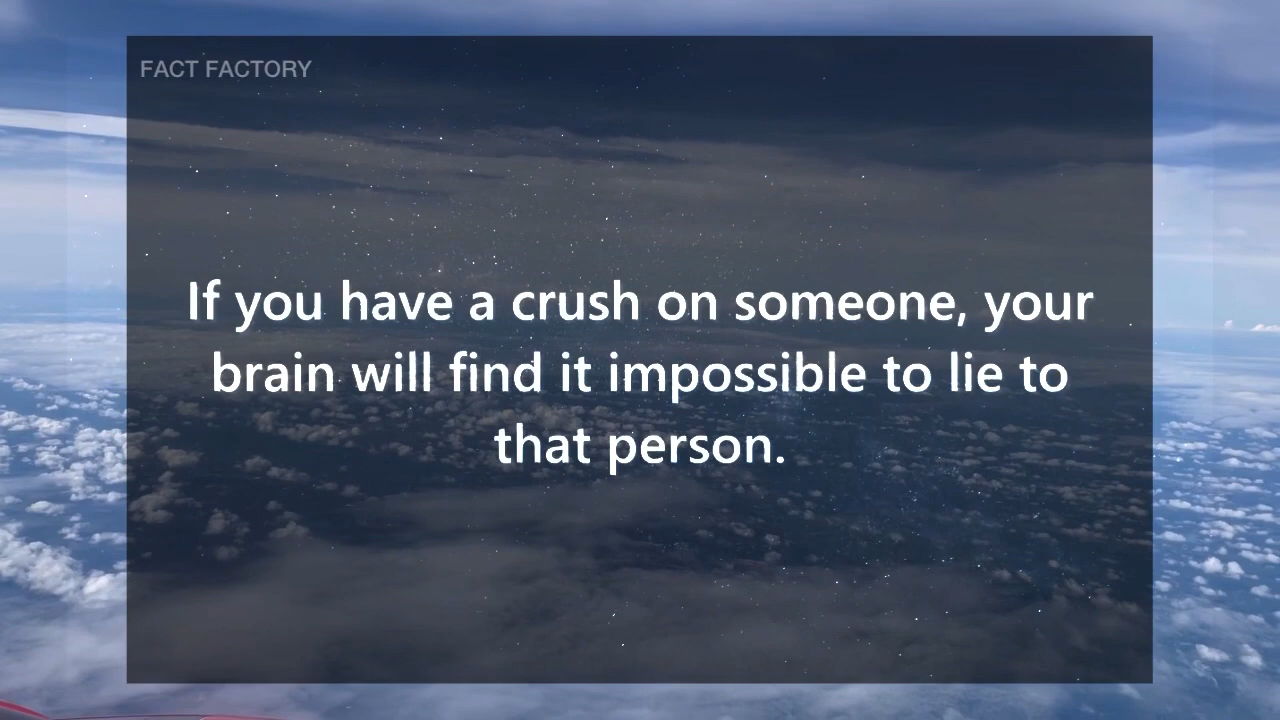 FACT FACTORY
If you have a crush on someone, your
brain will find it impossible to lie to
that person.